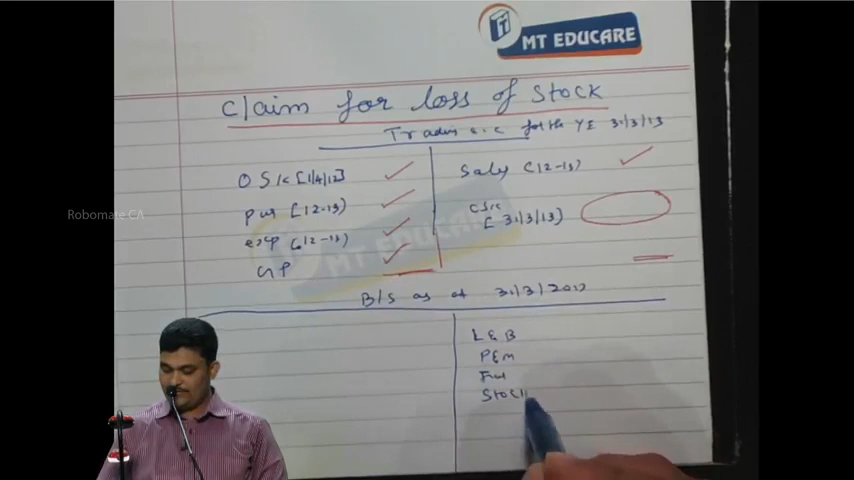 MT EDUCARE
Claim for loss of Stock
Trading a.c for the YE 31/3/13
O S/c [1/4/12]
Sales (12-13)
pur [12-13)
C S/c
[ 31/3/13)
exp (12-13)
GP
Robomate CA
MT EDUCARE
B/S as at 31/3/2013
L & B
P&M
Fur
Stock